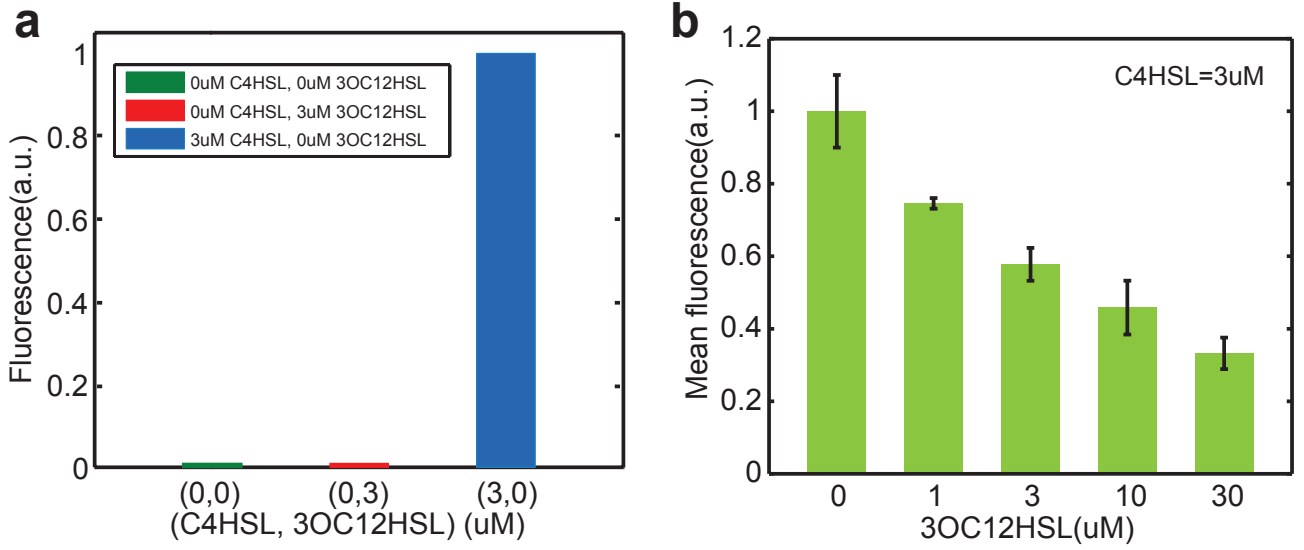 a
Fluorescence(a.u.)
1
0.8
0.6
0.4
0.2
0
0uM C4HSL, 0uM 3OC12HSL
0uM C4HSL, 3uM 3OC12HSL
3uM C4HSL, 0uM 3OC12HSL
(0,0) (0,3) (3,0)
(C4HSL, 3OC12HSL) (uM)
b
Mean fluorescence(a.u.)
1.2
1
0.8
0.6
0.4
0.2
0
C4HSL=3uM
0 1 3 10 30
3OC12HSL(uM)